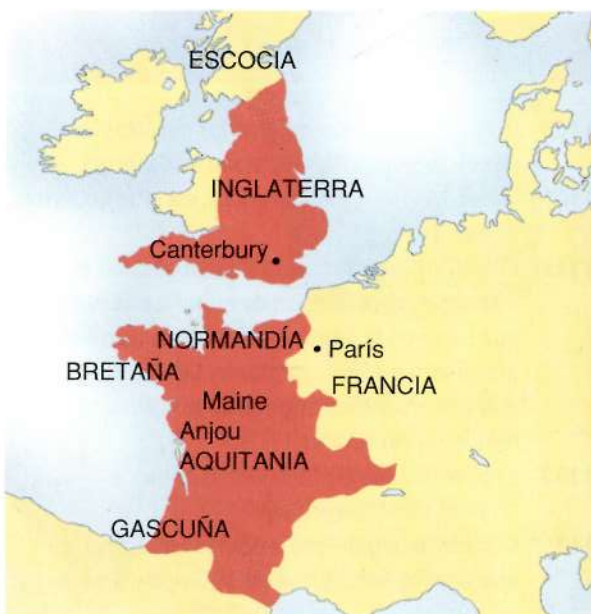 ESCOCIA
INGLATERRA
Canterbury
NORMANDÍA
París
BRETAÑA
FRANCIA
Maine
Anjou
AQUITANIA
GASCUÑA